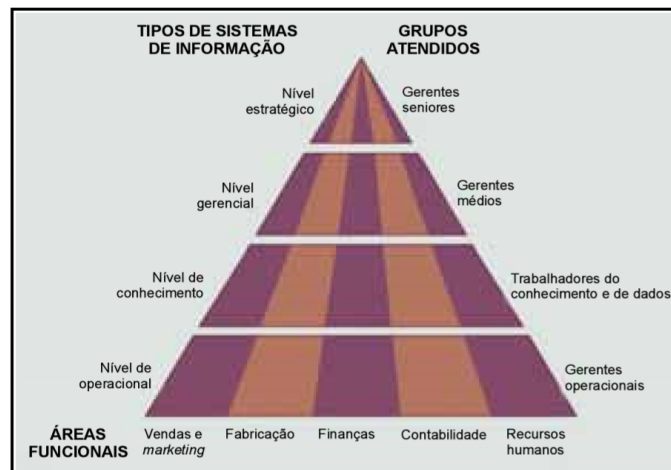 TIPOS DE SISTEMAS
DE INFORMAÇÃO
GRUPOS
ATENDIDOS
Nível
estratégico
Gerentes
seniores
Nível
gerencial
Gerentes
médios
Nível de
conhecimento
Trabalhadores do
conhecimento e de dados
Nível de
operacional
Gerentes
operacionais
ÁREAS
FUNCIONAIS
Vendas e
marketing
Fabricação
Finanças
Contabilidade
Recursos
humanos